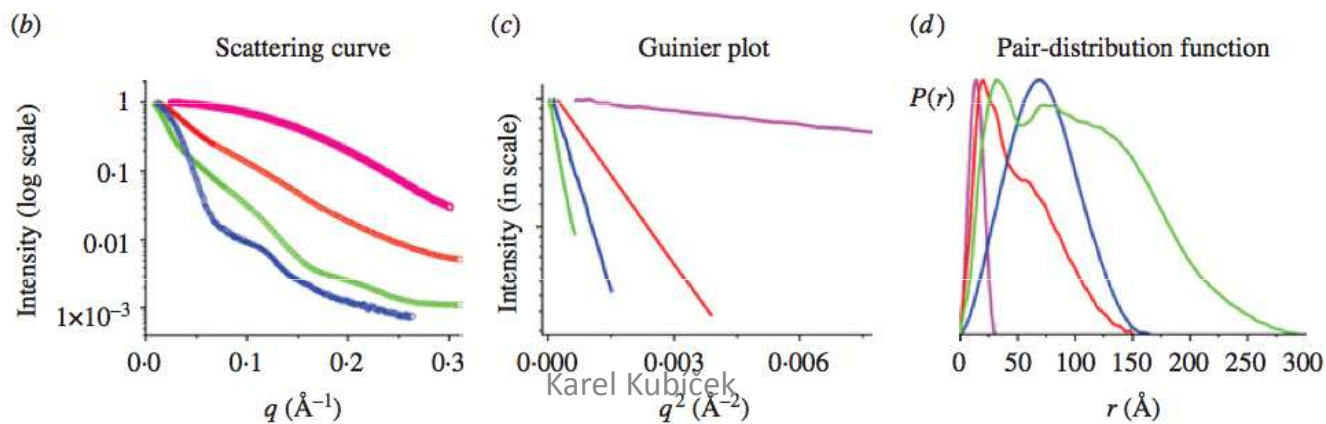 (b)
Scattering curve
Intensity (log scale)
1
0·1
0·01
1×10⁻³
0·0 0·1 0·2 0·3
q (Å⁻¹)
(c)
Guinier plot
Intensity (in scale)
0·000 0·003 0·006
q² (Å⁻²)
(d)
Pair-distribution function
P(r)
0 50 100 150 200 250 300
r (Å)
Karel Kubíček